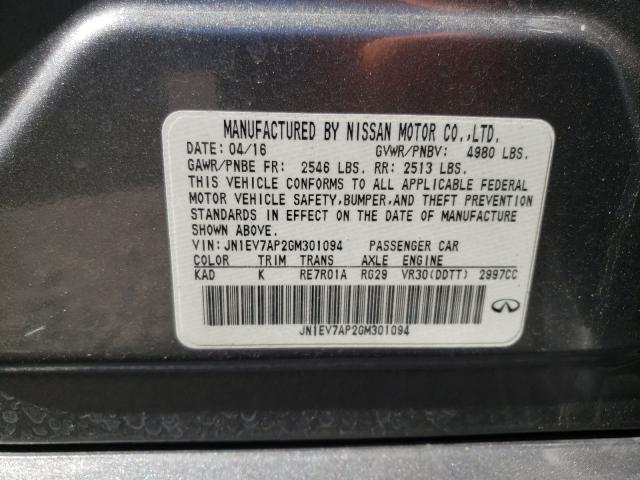 MANUFACTURED BY NISSAN MOTOR CO.,LTD.
DATE: 04/16 GVWR/PNBV: 4980 LBS.
GAWR/PNBE FR: 2546 LBS. RR: 2513 LBS.
THIS VEHICLE CONFORMS TO ALL APPLICABLE FEDERAL
MOTOR VEHICLE SAFETY,BUMPER,AND THEFT PREVENTION
STANDARDS IN EFFECT ON THE DATE OF MANUFACTURE
SHOWN ABOVE.
VIN: JN1EV7AP2GM301094 PASSENGER CAR
COLOR TRIM TRANS AXLE ENGINE
KAD K RE7R01A RG29 VR30(DDTT) 2997CC
JN1EV7AP2GM301094